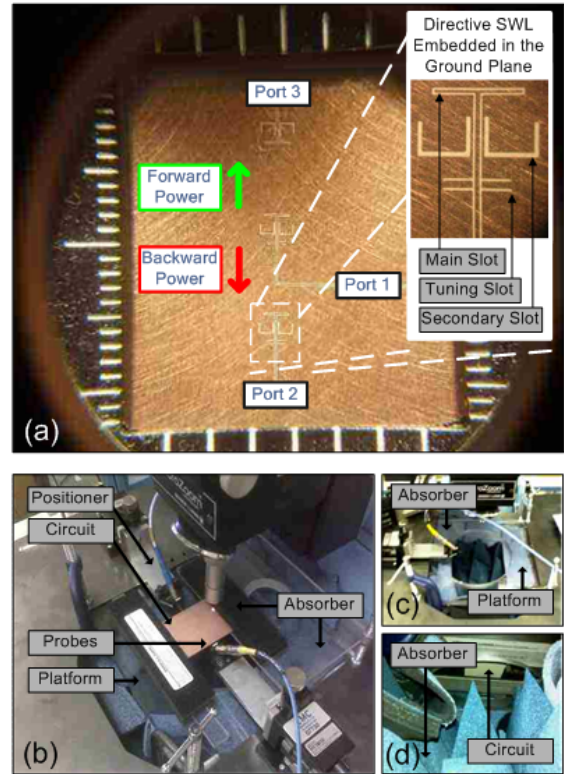 Directive SWL
Embedded in the
Ground Plane
Port 3
Forward
Power
Backward
Power
Port 1
Main Slot
Tuning Slot
Secondary Slot
Port 2
(a)
Positioner
Circuit
Absorber
Probes
Platform
(b)
Absorber
Platform
(c)
Absorber
Circuit
(d)